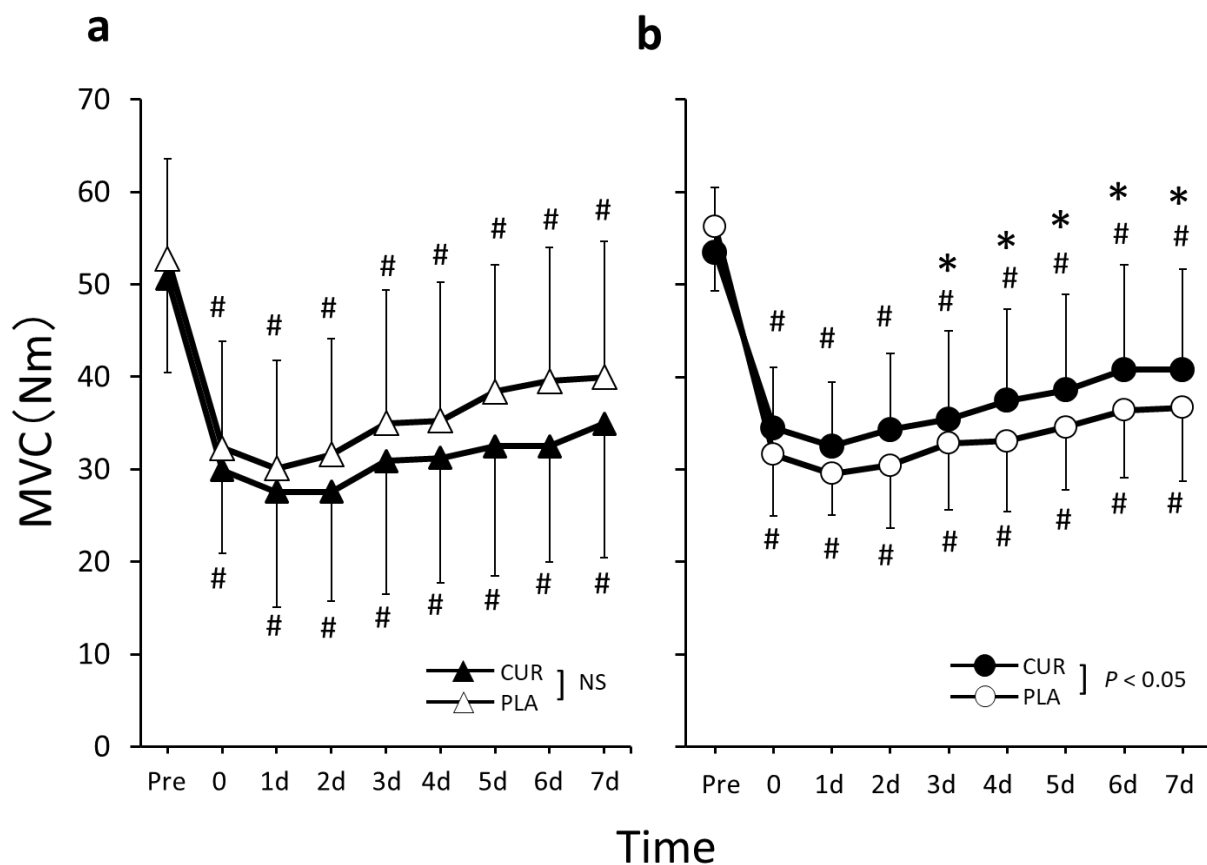 a
b
MVC(Nm)
70
60
50
40
30
20
10
0
# # # # # # # #
# # # # # # # #
CUR
PLA
] NS
Pre 0 1d 2d 3d 4d 5d 6d 7d
* * * * *
# # # # # # # #
# # # # # # # #
CUR
PLA
] P < 0.05
Pre 0 1d 2d 3d 4d 5d 6d 7d
Time